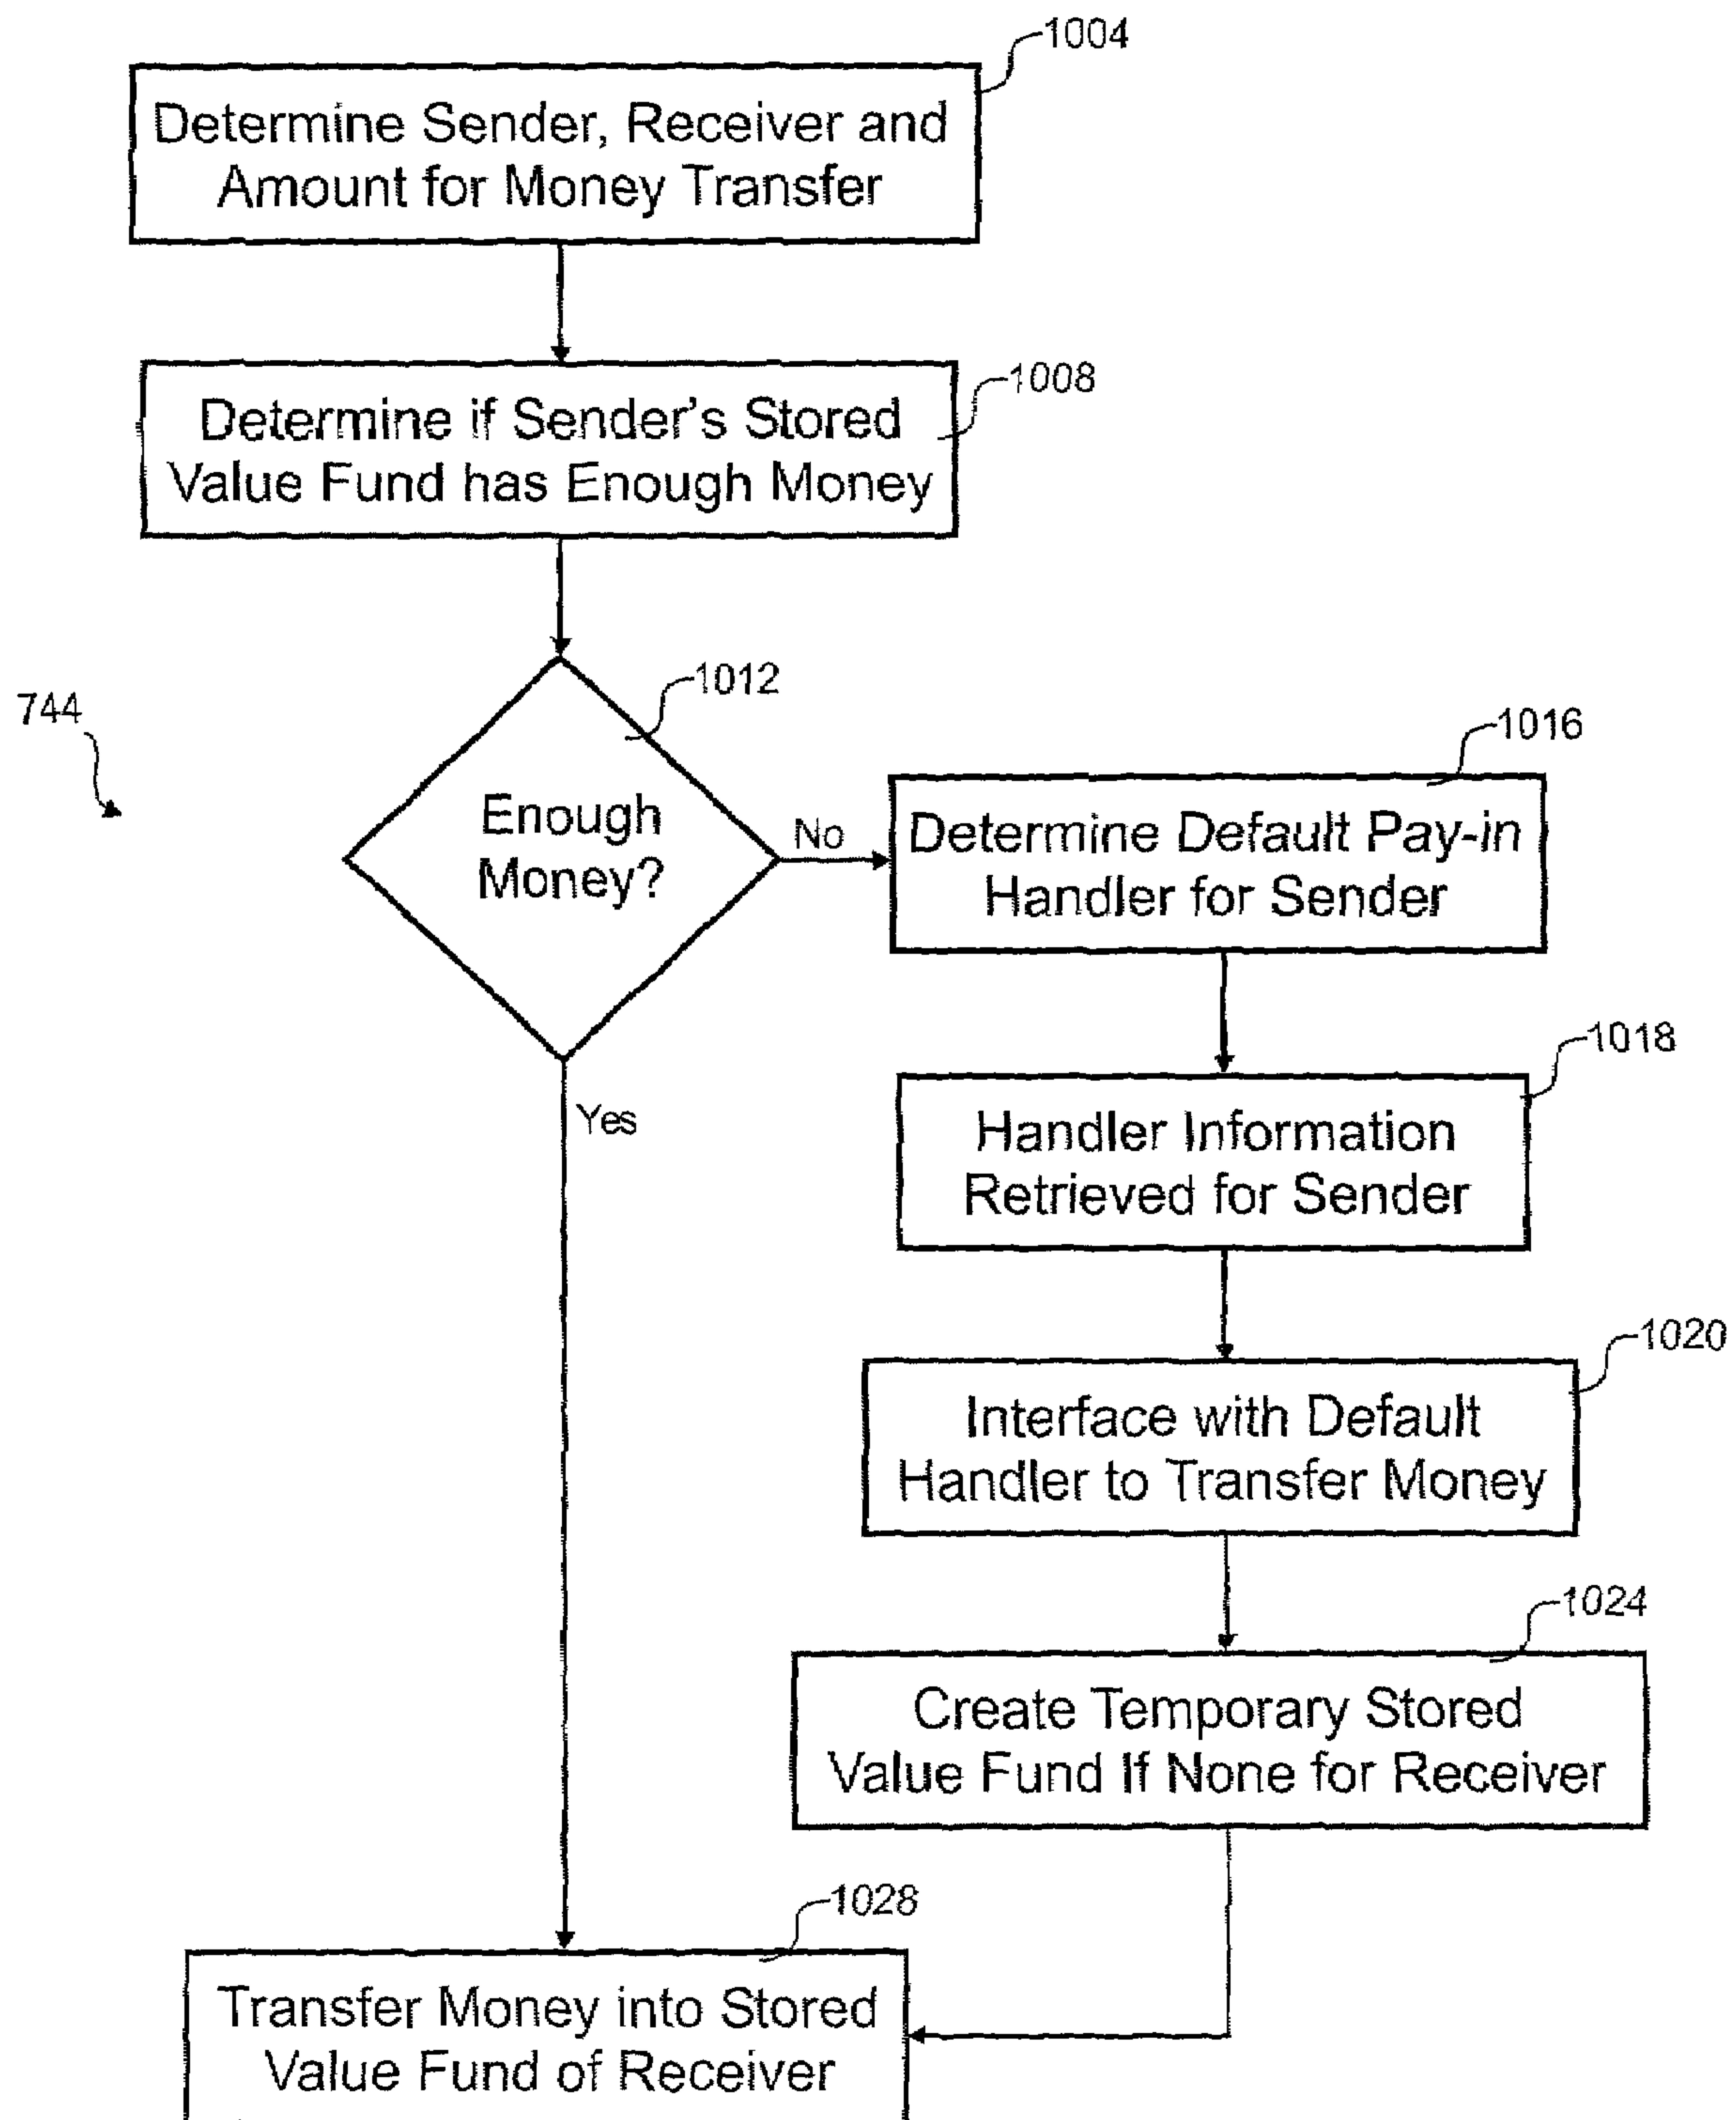 1004
Determine Sender, Receiver and
Amount for Money Transfer
1008
Determine if Sender's Stored
Value Fund has Enough Money
1012
744
Enough
Money?
No
Yes
1016
Determine Default Pay-in
Handler for Sender
1018
Handler Information
Retrieved for Sender
1020
Interface with Default
Handler to Transfer Money
1024
Create Temporary Stored
Value Fund If None for Receiver
1028
Transfer Money into Stored
Value Fund of Receiver